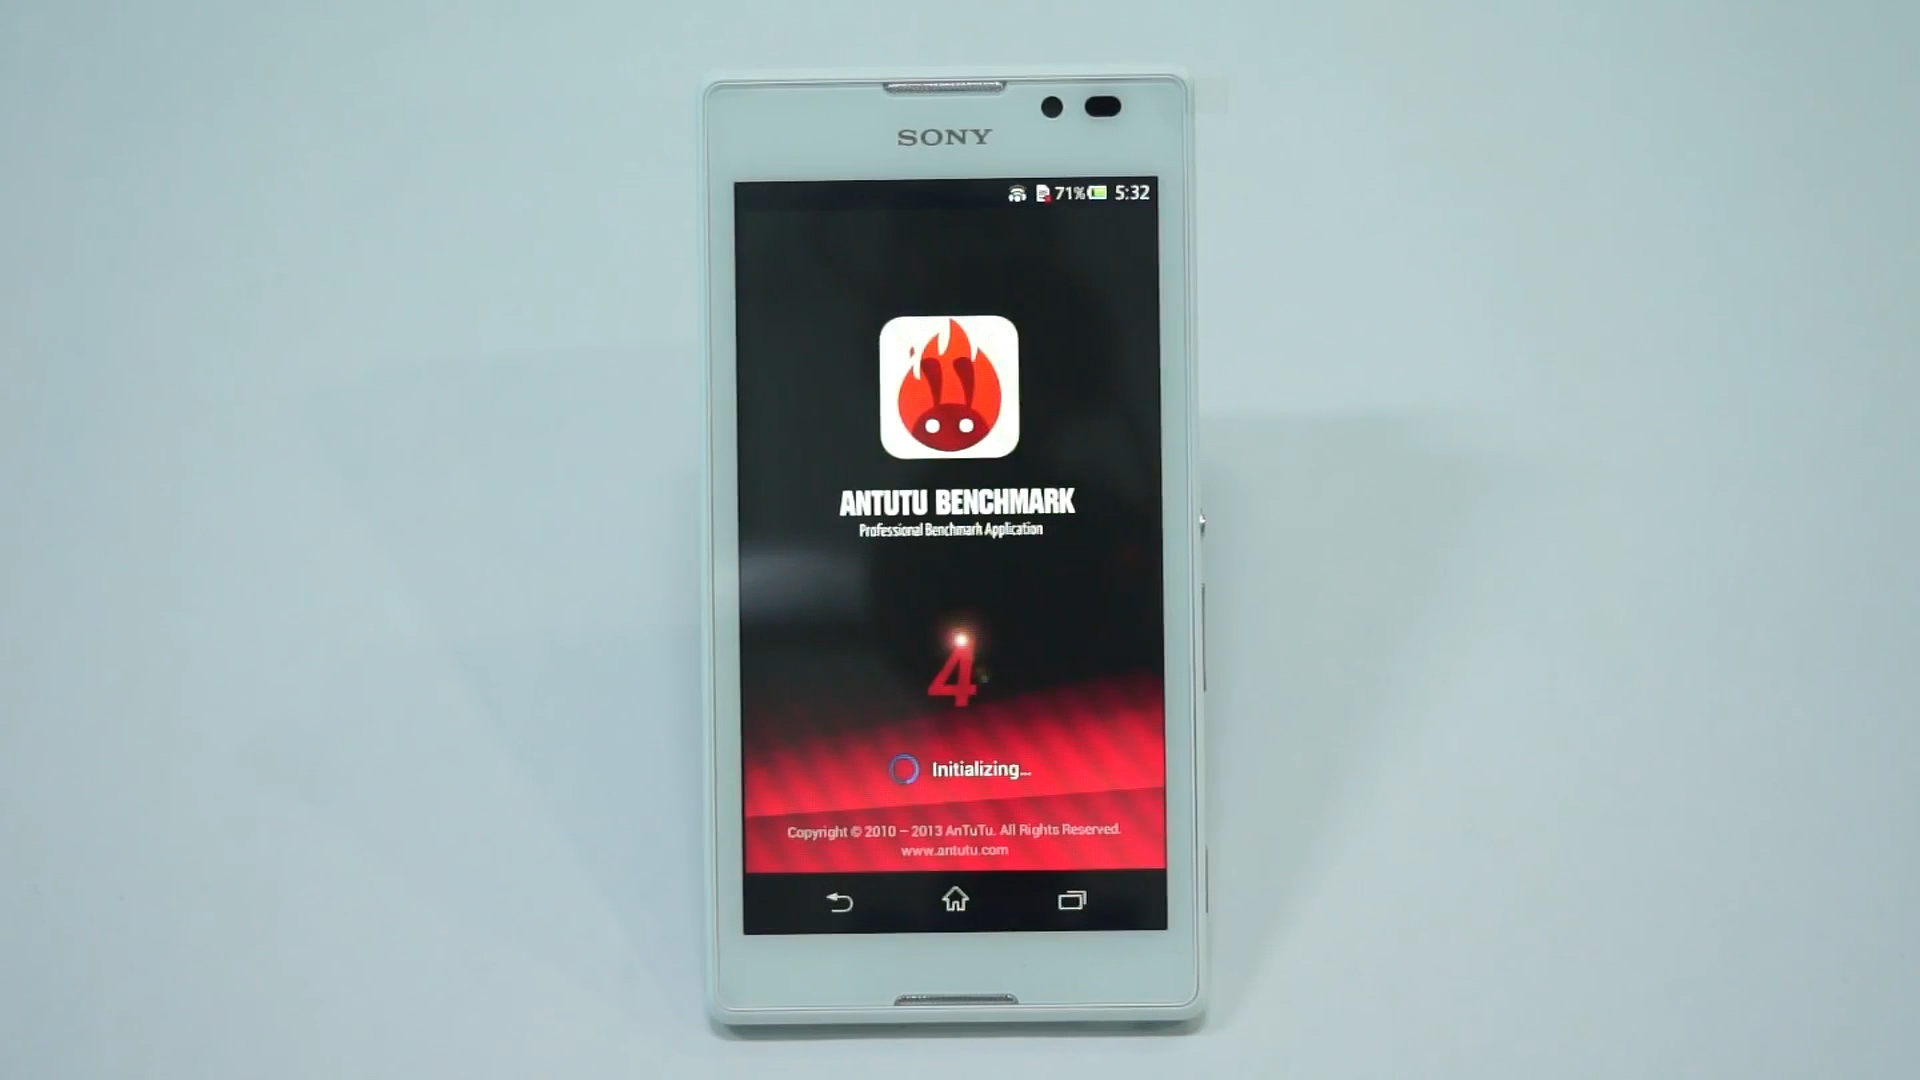 SONY
71% 5:32
ANTUTU BENCHMARK
Professional Benchmark Application
4
Initializing...
Copyright © 2010 – 2013 AnTuTu. All Rights Reserved.
www.antutu.com